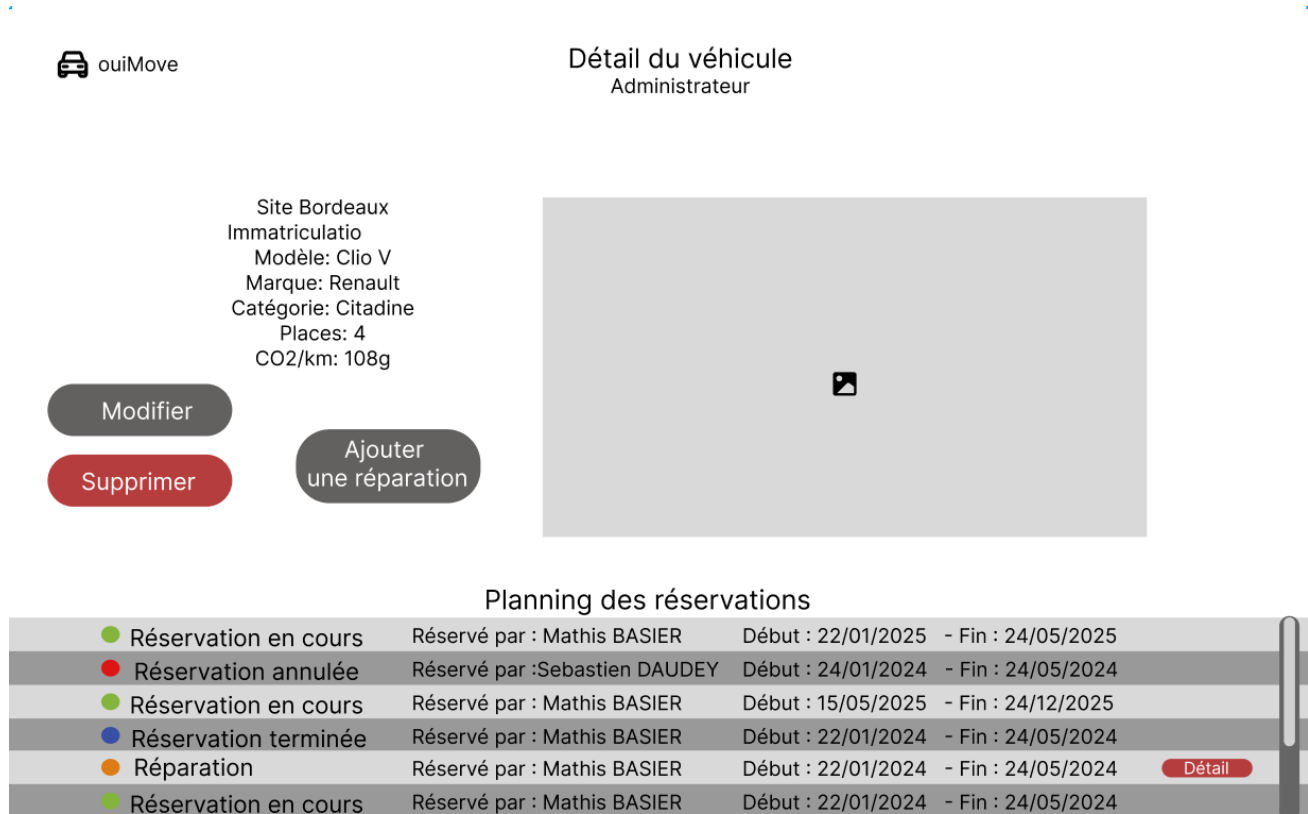 ouiMove
Détail du véhicule
Administrateur
Site Bordeaux
Immatriculatio
Modèle: Clio V
Marque: Renault
Catégorie: Citadine
Places: 4
CO2/km: 108g
Modifier
Supprimer
Ajouter
une réparation
Planning des réservations
Réservation en cours Réservé par : Mathis BASIER Début : 22/01/2025 - Fin : 24/05/2025
Réservation annulée Réservé par :Sebastien DAUDEY Début : 24/01/2024 - Fin : 24/05/2024
Réservation en cours Réservé par : Mathis BASIER Début : 15/05/2025 - Fin : 24/12/2025
Réservation terminée Réservé par : Mathis BASIER Début : 22/01/2024 - Fin : 24/05/2024
Réparation Réservé par : Mathis BASIER Début : 22/01/2024 - Fin : 24/05/2024 Détail
Réservation en cours Réservé par : Mathis BASIER Début : 22/01/2024 - Fin : 24/05/2024